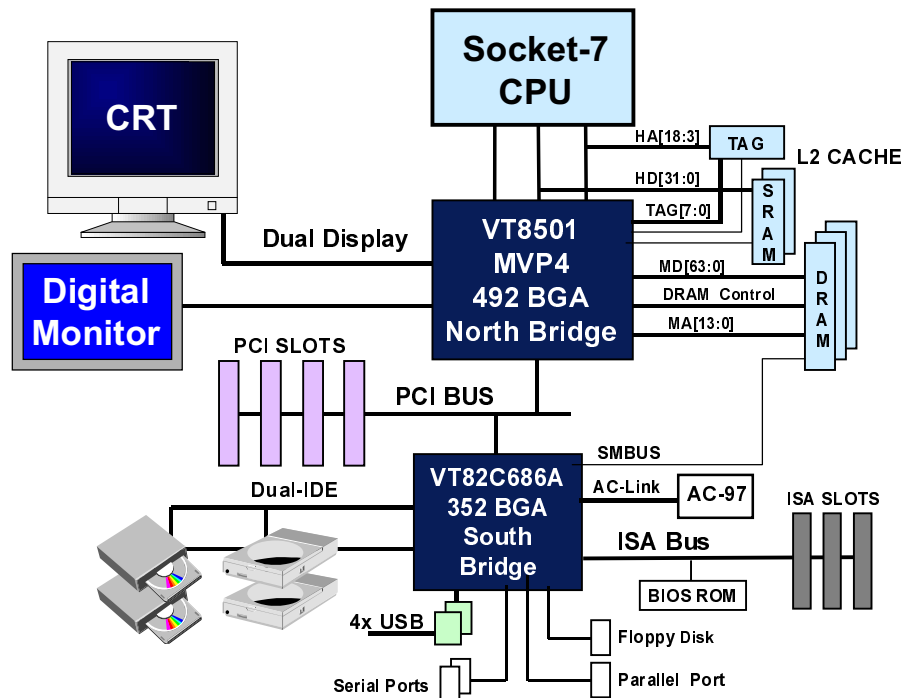 Socket-7
CPU
CRT
HA[18:3]
TAG
L2 CACHE
HD[31:0]
SRAM
TAG[7:0]
Dual Display
VT8501
MVP4
492 BGA
North Bridge
MD[63:0]
DRAM Control
MA[13:0]
DRAM
Digital
Monitor
PCI SLOTS
PCI BUS
SMBUS
VT82C686A
352 BGA
South
Bridge
Dual-IDE
AC-Link
AC-97
ISA SLOTS
ISA Bus
BIOS ROM
4x USB
Floppy Disk
Serial Ports
Parallel Port